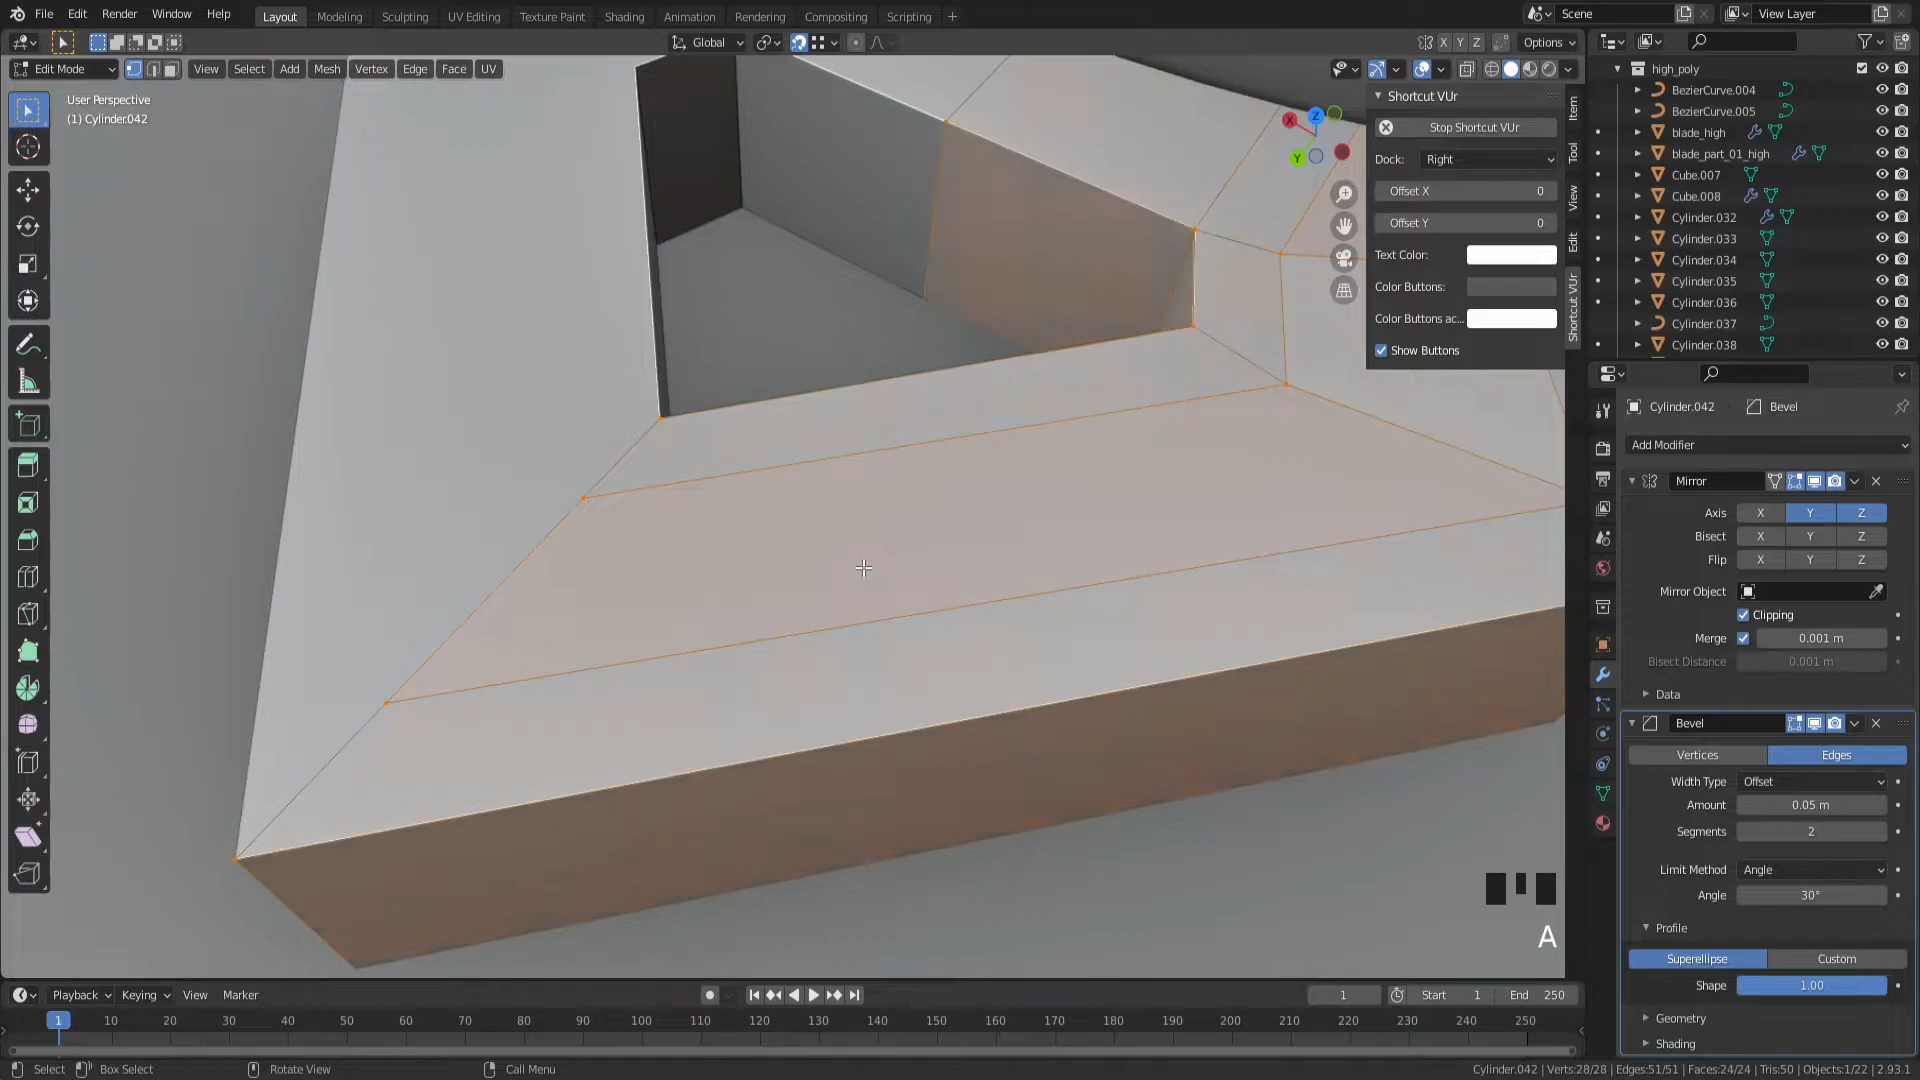 File Edit Render Window Help Layout Modeling Sculpting UV Editing Texture Paint Shading Animation Rendering Compositing Scripting + Scene View Layer
Global X Y Z Options
Edit Mode View Select Add Mesh Vertex Edge Face UV
User Perspective
(1) Cylinder.042
Shortcut VUr
Stop Shortcut VUr
Dock: Right
Offset X 0
Offset Y 0
Text Color:
Color Buttons:
Color Buttons ac...
Show Buttons
Item
Tool
View
Edit
Shortcut VUr
X
Z
Y
A
high_poly
BezierCurve.004
BezierCurve.005
blade_high
blade_part_01_high
Cube.007
Cube.008
Cylinder.032
Cylinder.033
Cylinder.034
Cylinder.035
Cylinder.036
Cylinder.037
Cylinder.038
Cylinder.042 Bevel
Add Modifier
Mirror
Axis X Y Z
Bisect X Y Z
Flip X Y Z
Mirror Object
Clipping
Merge 0.001 m
Bisect Distance 0.001 m
Data
Bevel
Vertices Edges
Width Type Offset
Amount 0.05 m
Segments 2
Limit Method Angle
Angle 30°
Profile
Superellipse Custom
Shape 1.00
Geometry
Shading
Playback Keying View Marker 1 Start 1 End 250
1 10 20 30 40 50 60 70 80 90 100 110 120 130 140 150 160 170 180 190 200 210 220 230 240 250
Select Box Select Rotate View Call Menu Cylinder.042 | Verts:28/28 | Edges:51/51 | Faces:24/24 | Tris:50 | Objects:1/22 | 2.93.1